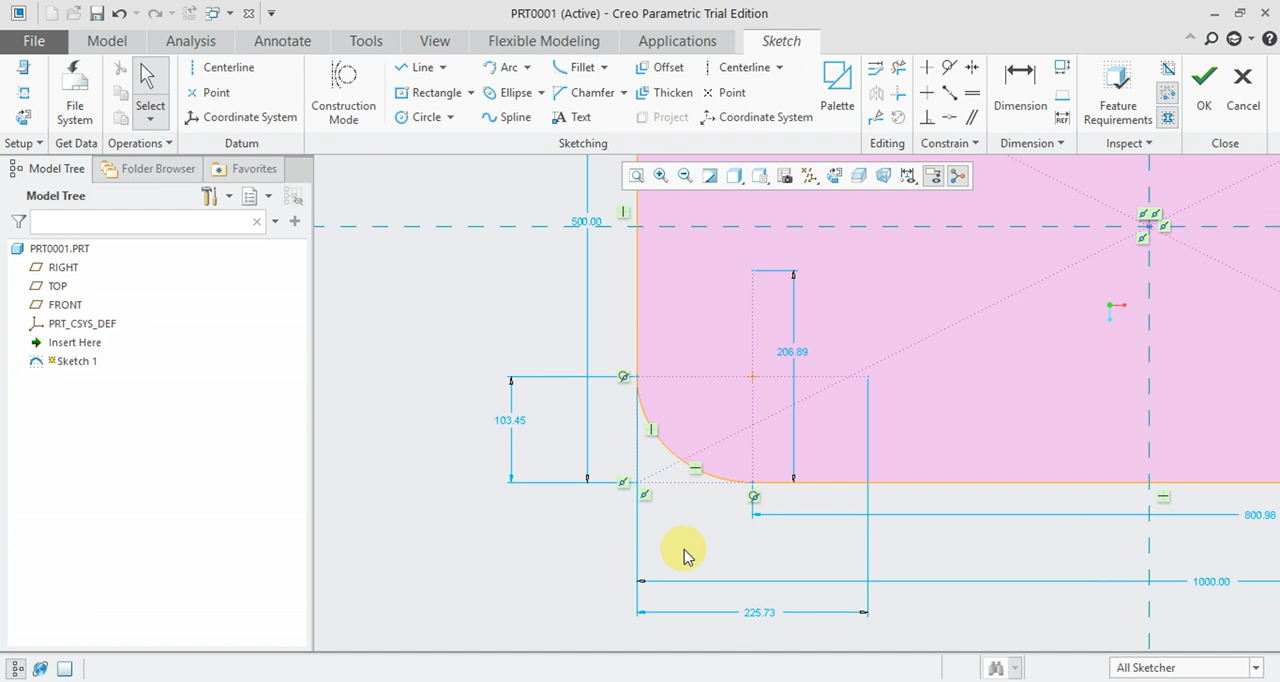 PRT0001 (Active) - Creo Parametric Trial Edition
File Model Analysis Annotate Tools View Flexible Modeling Applications Sketch
File System
Select
Centerline
Point
Coordinate System
Construction Mode
Line Arc Fillet Offset Centerline
Rectangle Ellipse Chamfer Thicken Point
Circle Spline Text Project Coordinate System
Palette
Dimension
REF
Feature Requirements
OK Cancel
Setup Get Data Operations Datum Sketching Editing Constrain Dimension Inspect Close
Model Tree Folder Browser Favorites
Model Tree
PRT0001.PRT
RIGHT
TOP
FRONT
PRT_CSYS_DEF
Insert Here
Sketch 1
500.00
206.89
103.45
800.98
1000.00
225.73
All Sketcher